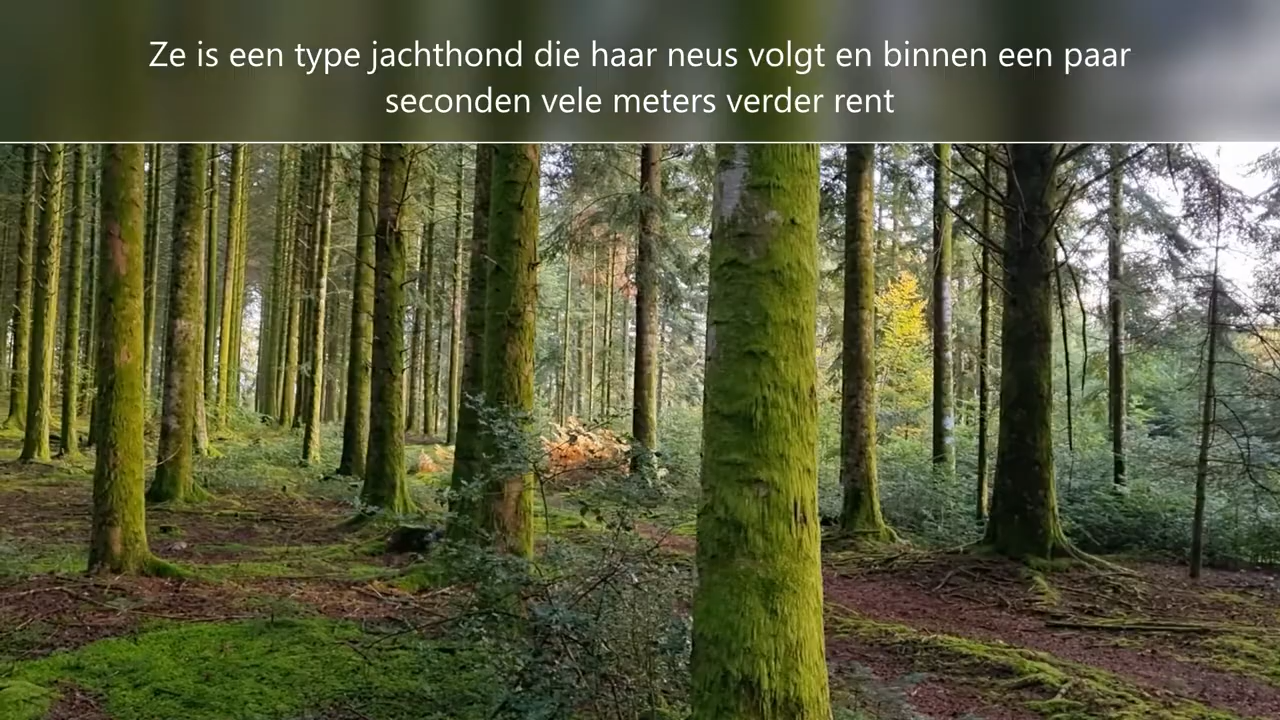 Ze is een type jachthond die haar neus volgt en binnen een paar
seconden vele meters verder rent